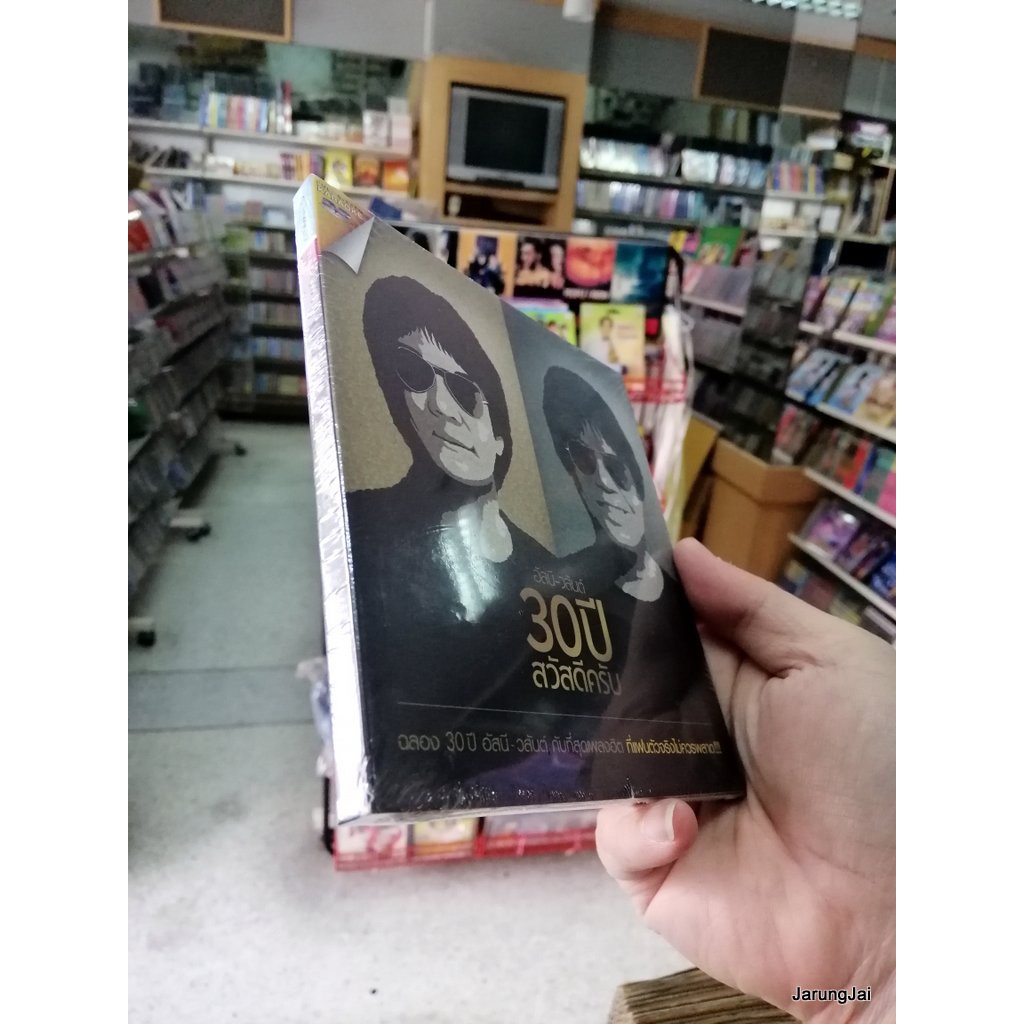 อัสนี-วสันต์
30ปี
สวัสดีครับ
ฉลอง 30 ปี อัสนี - วสันต์ กับที่สุดเพลงฮิต ที่แฟนตัวจริงไม่ควรพลาด!!!
JarungJai